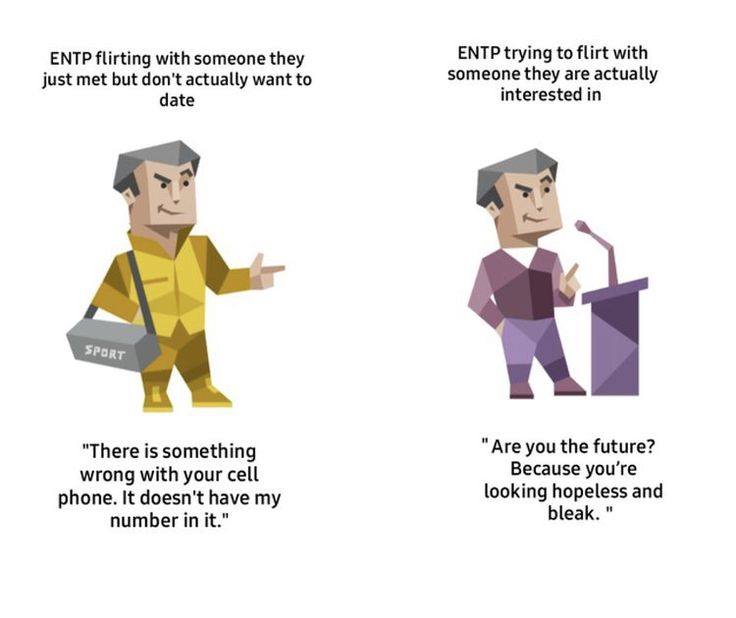 ENTP flirting with someone they
just met but don't actually want to
date
ENTP trying to flirt with
someone they are actually
interested in
SPORT
"There is something
wrong with your cell
phone. It doesn't have my
number in it."
"Are you the future?
Because you’re
looking hopeless and
bleak. "